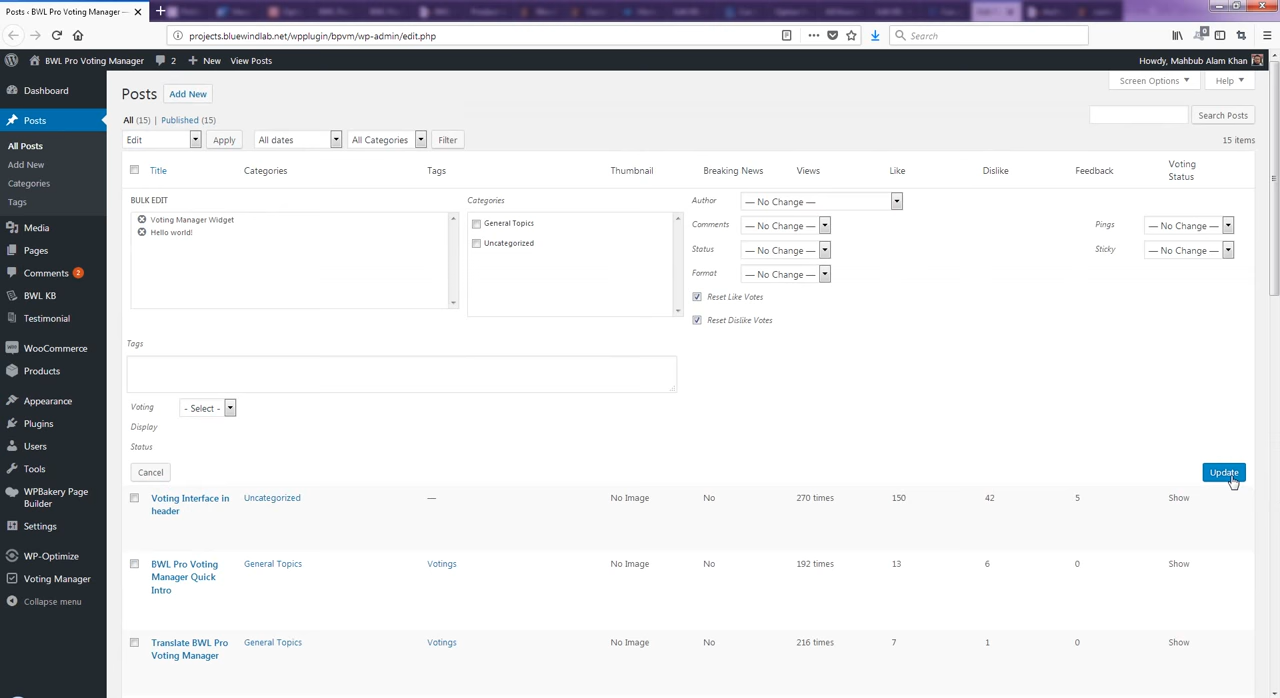 Posts ‹ BWL Pro Voting Manager —
projects.bluewindlab.net/wpplugin/bpvm/wp-admin/edit.php
Search
BWL Pro Voting Manager
2
New
View Posts
Howdy, Mahbub Alam Khan
Dashboard
Posts
All Posts
Add New
Categories
Tags
Media
Pages
Comments 2
BWL KB
Testimonial
WooCommerce
Products
Appearance
Plugins
Users
Tools
WPBakery Page
Builder
Settings
WP-Optimize
Voting Manager
Collapse menu
Screen Options
Help
Posts
Add New
All (15) | Published (15)
Search Posts
Edit
Apply
All dates
All Categories
Filter
15 items
Title
Categories
Tags
Thumbnail
Breaking News
Views
Like
Dislike
Feedback
Voting
Status
BULK EDIT
Voting Manager Widget
Hello world!
Categories
General Topics
Uncategorized
Author — No Change —
Comments — No Change —
Pings — No Change —
Status — No Change —
Sticky — No Change —
Format — No Change —
Reset Like Votes
Reset Dislike Votes
Tags
Voting
Display
Status
- Select -
Cancel
Update
Voting Interface in
header
Uncategorized
—
No Image
No
270 times
150
42
5
Show
BWL Pro Voting
Manager Quick
Intro
General Topics
Votings
No Image
No
192 times
13
6
0
Show
Translate BWL Pro
Voting Manager
General Topics
Votings
No Image
No
216 times
7
1
0
Show